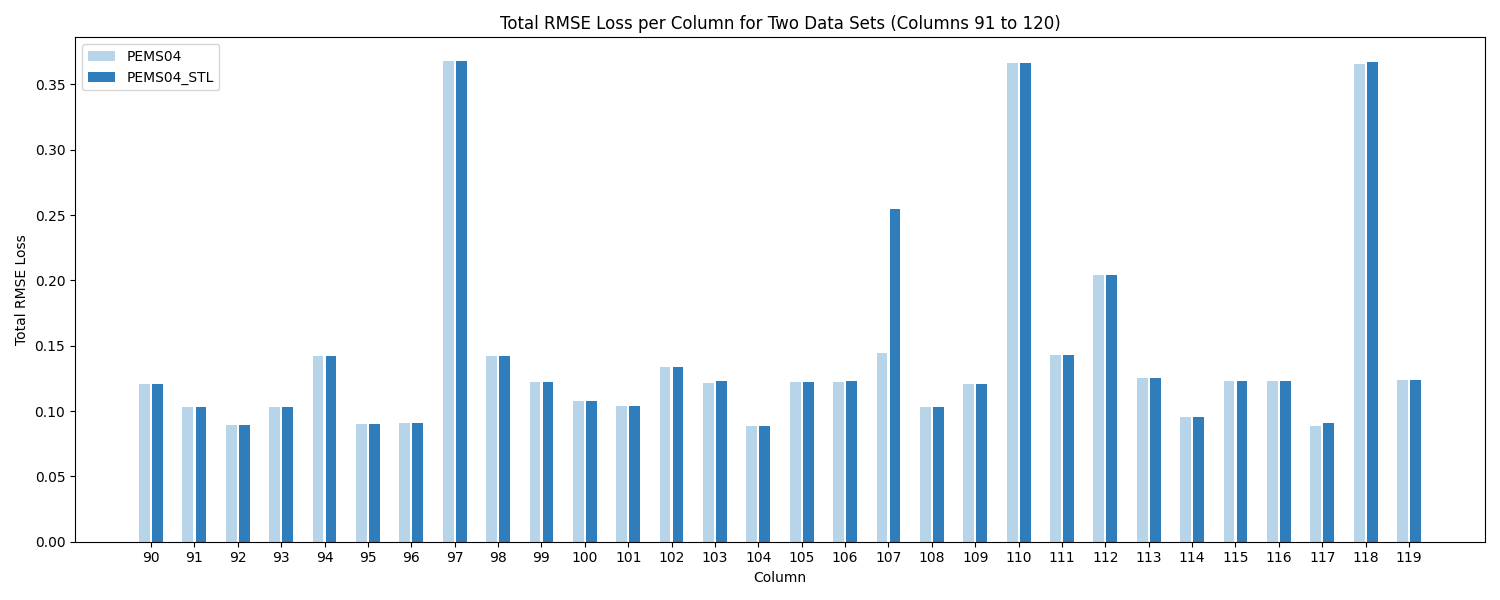 Total RMSE Loss per Column for Two Data Sets (Columns 91 to 120)
PEMS04
PEMS04_STL
Total RMSE Loss
0.35
0.30
0.25
0.20
0.15
0.10
0.05
0.00
90 91 92 93 94 95 96 97 98 99 100 101 102 103 104 105 106 107 108 109 110 111 112 113 114 115 116 117 118 119
Column